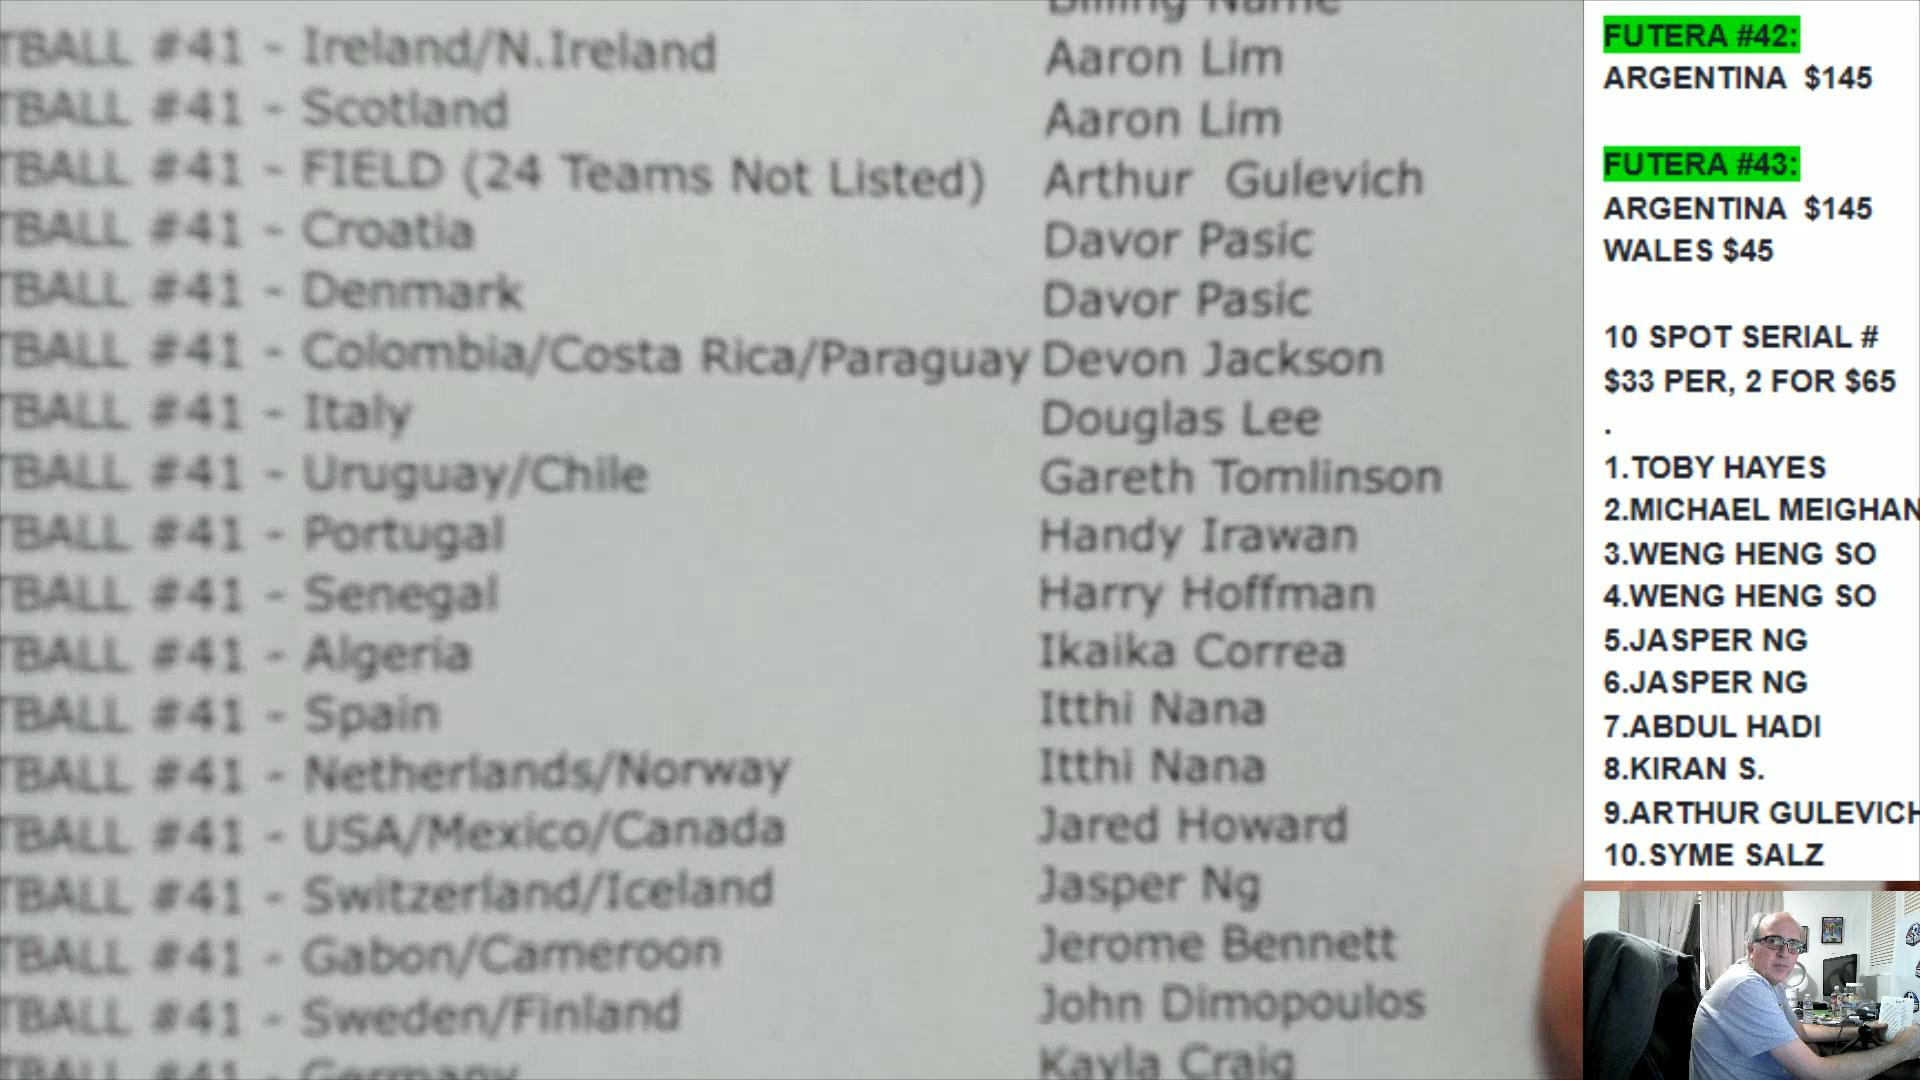 Billing Name
TBALL #41 - Ireland/N.Ireland Aaron Lim
TBALL #41 - Scotland Aaron Lim
TBALL #41 - FIELD (24 Teams Not Listed) Arthur Gulevich
TBALL #41 - Croatia Davor Pasic
TBALL #41 - Denmark Davor Pasic
TBALL #41 - Colombia/Costa Rica/Paraguay Devon Jackson
TBALL #41 - Italy Douglas Lee
TBALL #41 - Uruguay/Chile Gareth Tomlinson
TBALL #41 - Portugal Handy Irawan
TBALL #41 - Senegal Harry Hoffman
TBALL #41 - Algeria Ikaika Correa
TBALL #41 - Spain Itthi Nana
TBALL #41 - Netherlands/Norway Itthi Nana
TBALL #41 - USA/Mexico/Canada Jared Howard
TBALL #41 - Switzerland/Iceland Jasper Ng
TBALL #41 - Gabon/Cameroon Jerome Bennett
TBALL #41 - Sweden/Finland John Dimopoulos
TBALL #41 - Germany Kayla Craig
FUTERA #42:
ARGENTINA $145
FUTERA #43:
ARGENTINA $145
WALES $45
10 SPOT SERIAL #
$33 PER, 2 FOR $65
.
1.TOBY HAYES
2.MICHAEL MEIGHAN
3.WENG HENG SO
4.WENG HENG SO
5.JASPER NG
6.JASPER NG
7.ABDUL HADI
8.KIRAN S.
9.ARTHUR GULEVICH
10.SYME SALZ